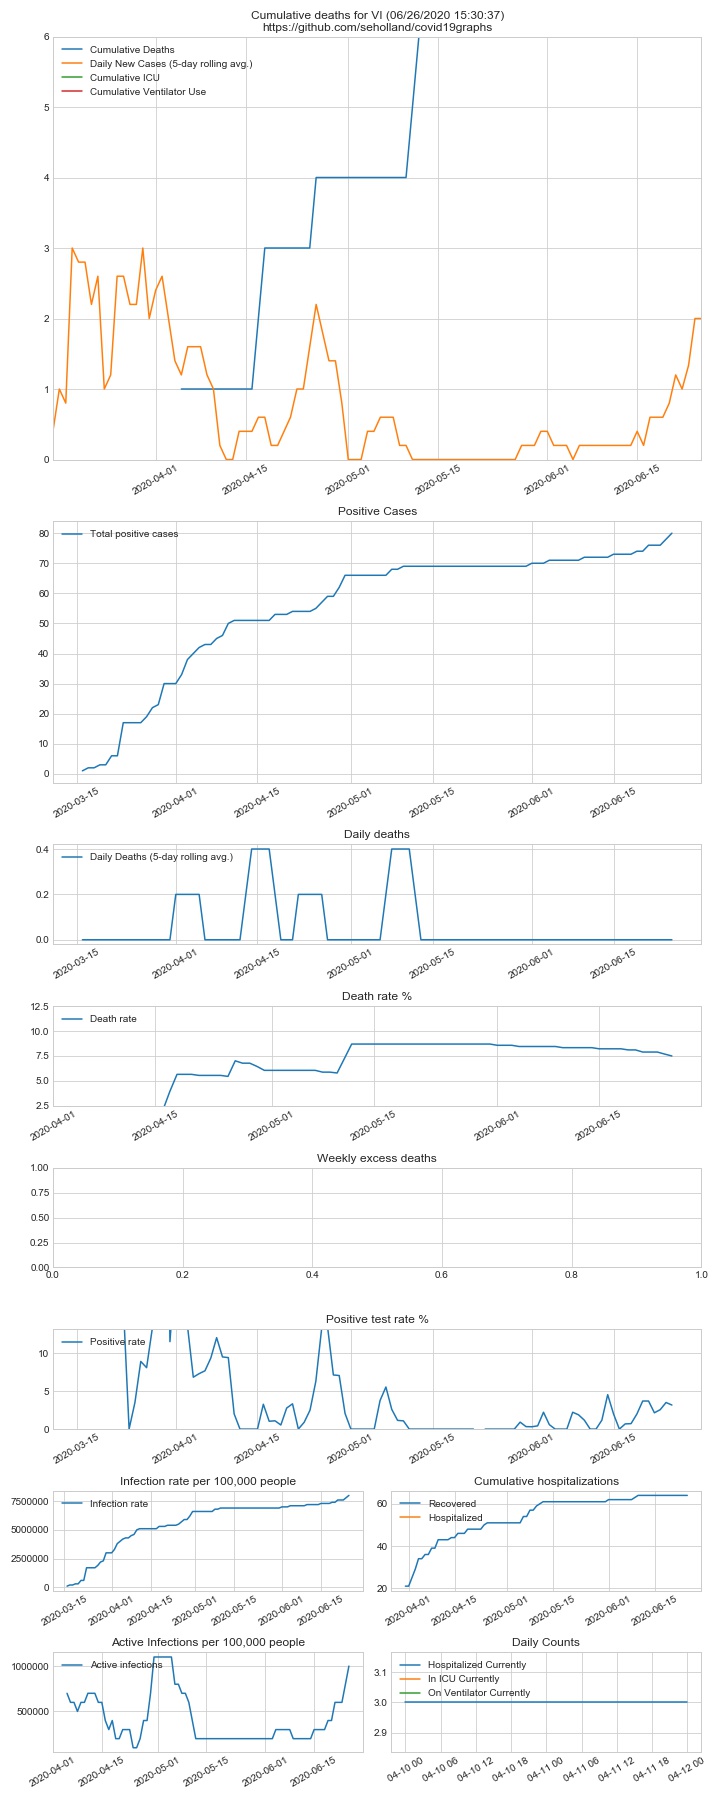 Cumulative deaths for VI (06/26/2020 15:30:37)
https://github.com/seholland/covid19graphs
6
5
4
3
2
1
0
Cumulative Deaths
Daily New Cases (5-day rolling avg.)
Cumulative ICU
Cumulative Ventilator Use
2020-04-01 2020-04-15 2020-05-01 2020-05-15 2020-06-01 2020-06-15
Positive Cases
Total positive cases
80
70
60
50
40
30
20
10
0
2020-03-15 2020-04-01 2020-04-15 2020-05-01 2020-05-15 2020-06-01 2020-06-15
Daily deaths
Daily Deaths (5-day rolling avg.)
0.4
0.2
0.0
2020-03-15 2020-04-01 2020-04-15 2020-05-01 2020-05-15 2020-06-01 2020-06-15
Death rate %
Death rate
12.5
10.0
7.5
5.0
2.5
2020-04-01 2020-04-15 2020-05-01 2020-05-15 2020-06-01 2020-06-15
Weekly excess deaths
1.00
0.75
0.50
0.25
0.00
0.0 0.2 0.4 0.6 0.8 1.0
Positive test rate %
Positive rate
10
5
0
2020-03-15 2020-04-01 2020-04-15 2020-05-01 2020-05-15 2020-06-01 2020-06-15
Infection rate per 100,000 people
Infection rate
7500000
5000000
2500000
0
2020-03-15 2020-04-01 2020-04-15 2020-05-01 2020-05-15 2020-06-01 2020-06-15
Cumulative hospitalizations
Recovered
Hospitalized
60
40
20
2020-04-01 2020-04-15 2020-05-01 2020-05-15 2020-06-01 2020-06-15
Active Infections per 100,000 people
Active infections
1000000
500000
2020-04-01 2020-04-15 2020-05-01 2020-05-15 2020-06-01 2020-06-15
Daily Counts
Hospitalized Currently
In ICU Currently
On Ventilator Currently
3.1
3.0
2.9
04-10 00 04-10 06 04-10 12 04-10 18 04-11 00 04-11 06 04-11 12 04-11 18 04-12 00